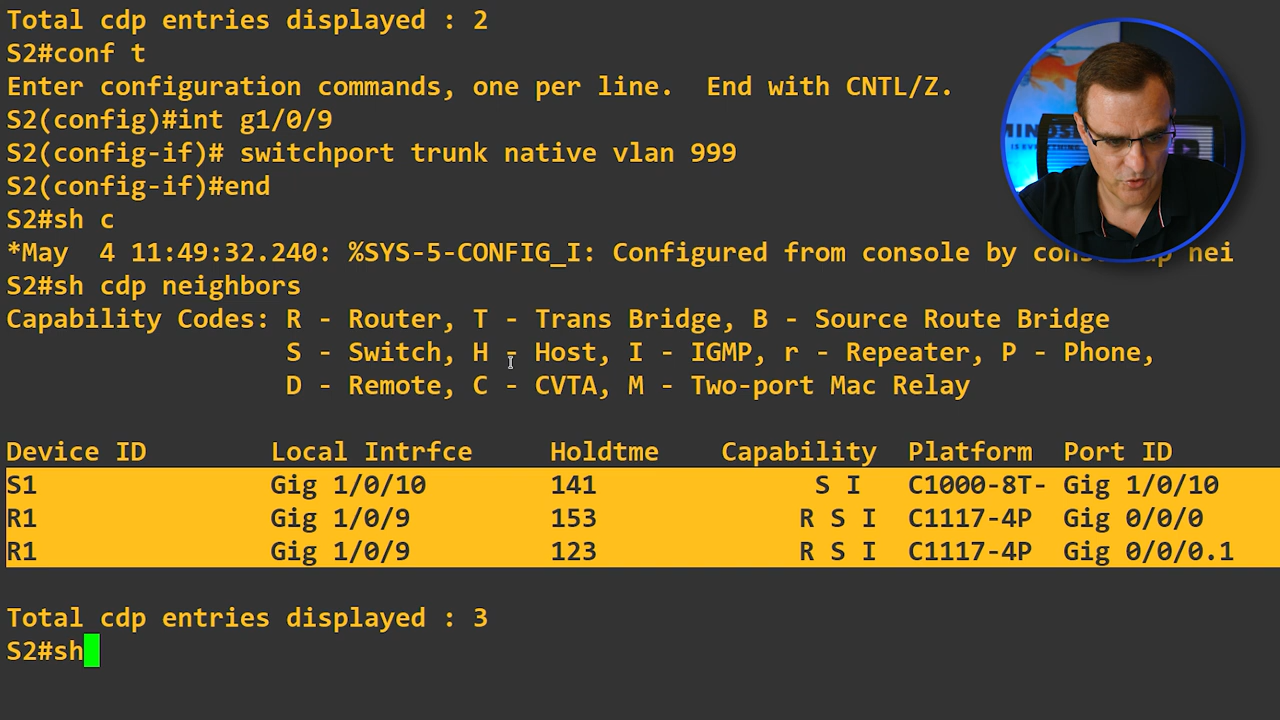 Total cdp entries displayed : 2
S2#conf t
Enter configuration commands, one per line.  End with CNTL/Z.
S2(config)#int g1/0/9
S2(config-if)# switchport trunk native vlan 999
S2(config-if)#end
S2#sh c
*May  4 11:49:32.240: %SYS-5-CONFIG_I: Configured from console by nei
S2#sh cdp neighbors
Capability Codes: R - Router, T - Trans Bridge, B - Source Route Bridge
                  S - Switch, H - Host, I - IGMP, r - Repeater, P - Phone,
                  D - Remote, C - CVTA, M - Two-port Mac Relay
Device ID        Local Intrfce     Holdtme    Capability  Platform  Port ID
S1               Gig 1/0/10        141              S I   C1000-8T- Gig 1/0/10
R1               Gig 1/0/9         153             R S I  C1117-4P  Gig 0/0/0
R1               Gig 1/0/9         123             R S I  C1117-4P  Gig 0/0/0.1
Total cdp entries displayed : 3
S2#sh